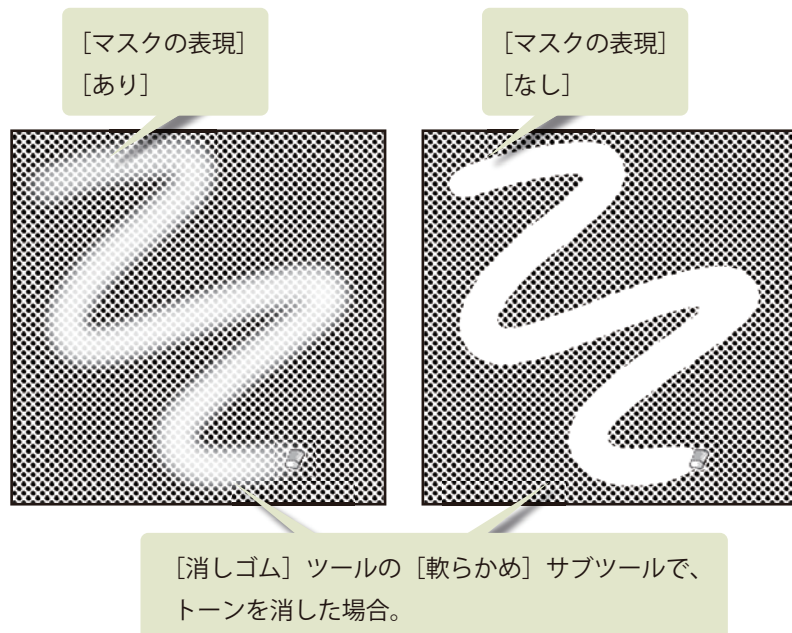 ［マスクの表現］
［あり］
［マスクの表現］
［なし］
［消しゴム］ツールの［軟らかめ］サブツールで、
トーンを消した場合。